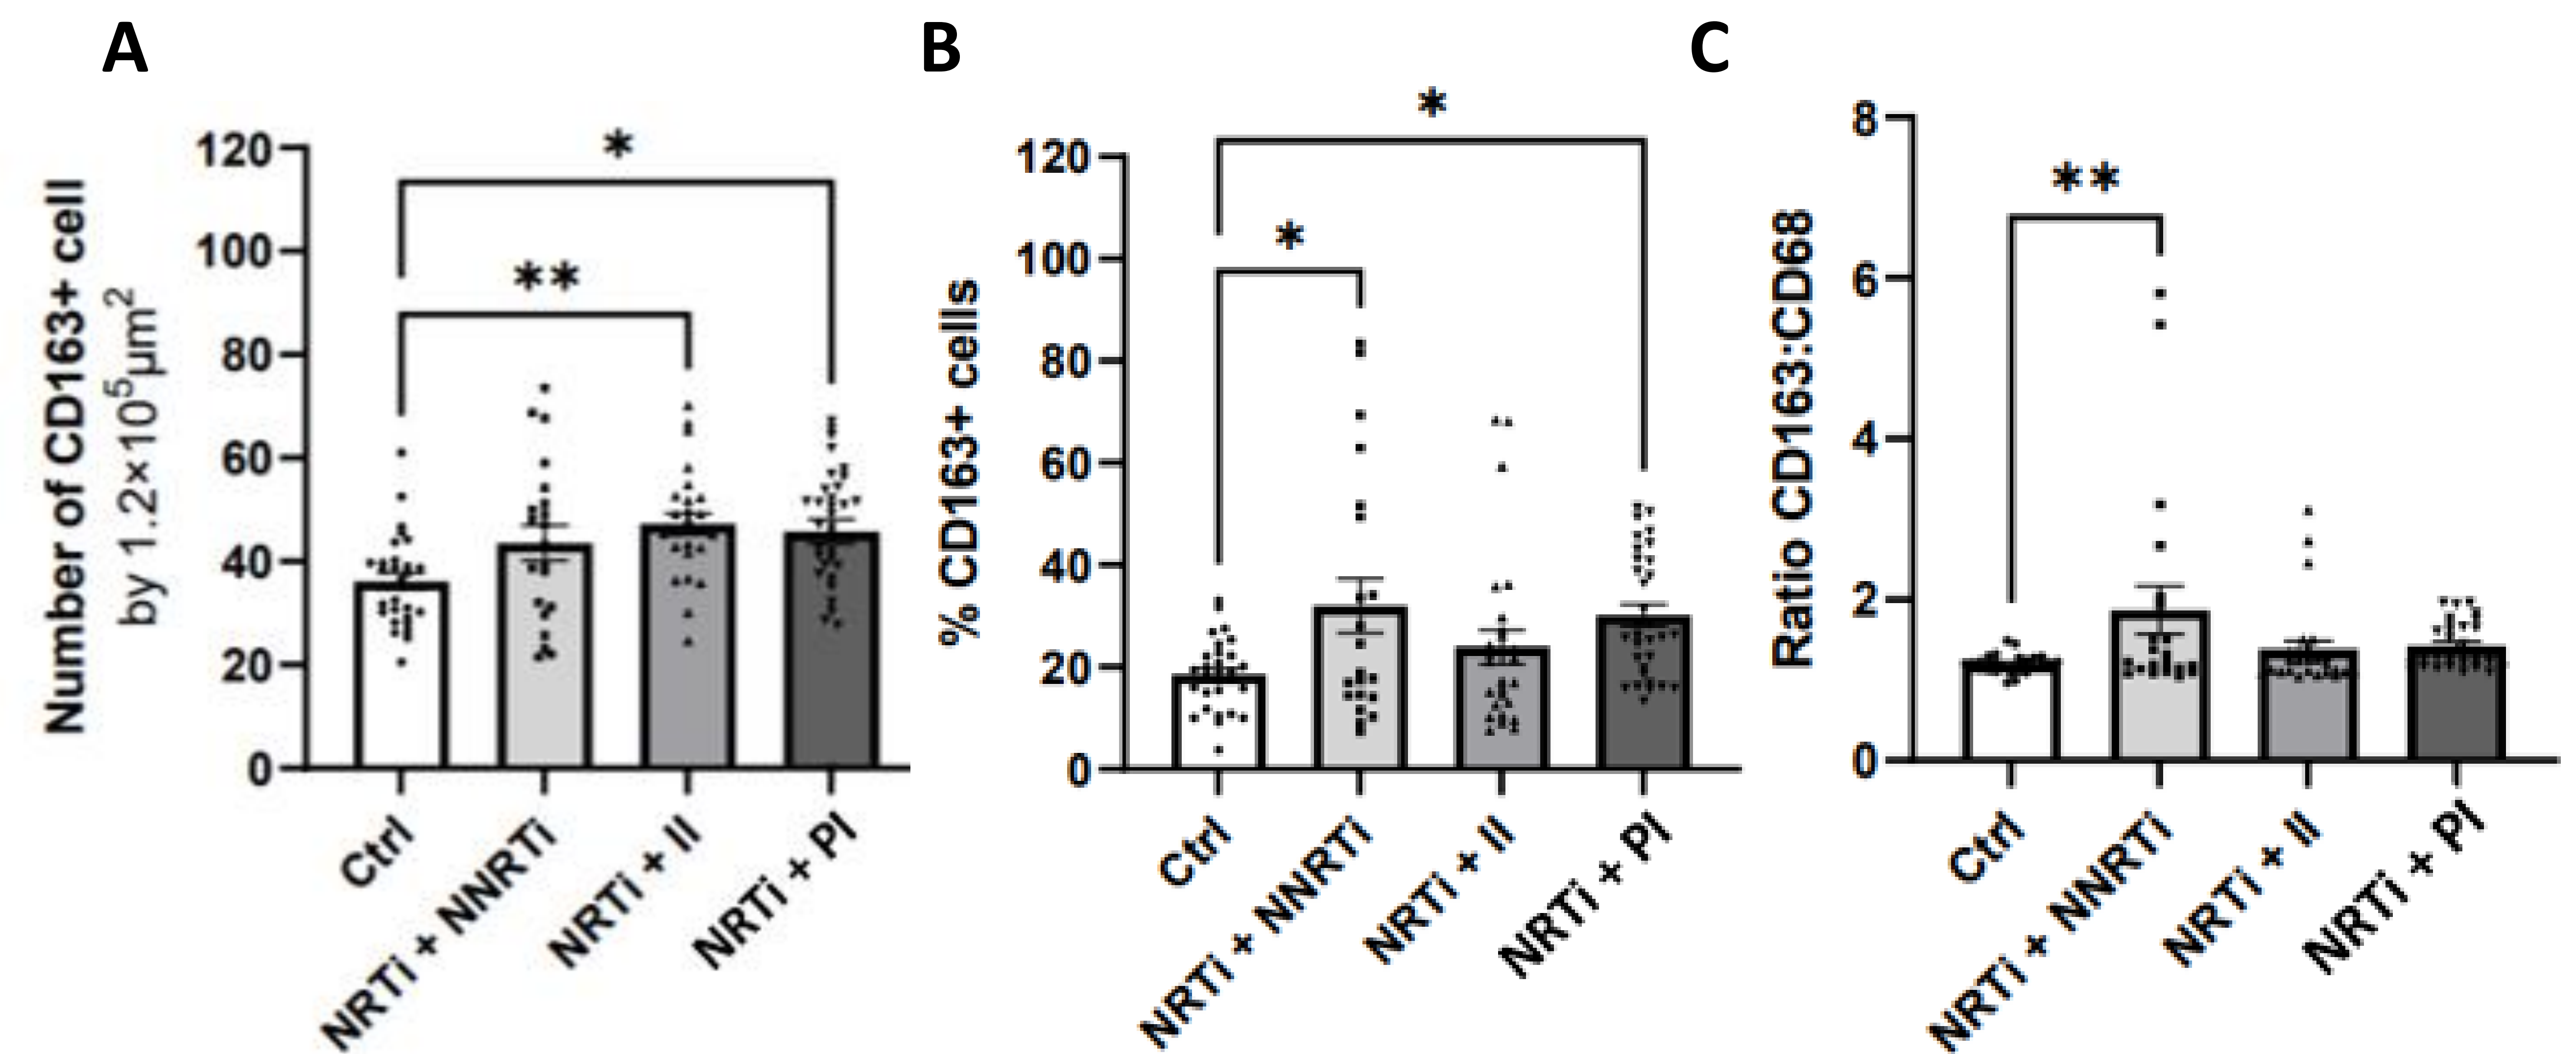 A
Number of CD163+ cell
by 1.2×10⁵µm²
120
100
80
60
40
20
0
*
**
Ctrl
NRTi + NNRTi
NRTi + II
NRTi + PI
B
% CD163+ cells
120
100
80
60
40
20
0
*
*
Ctrl
NRTi + NNRTi
NRTi + II
NRTi + PI
C
Ratio CD163:CD68
8
6
4
2
0
**
Ctrl
NRTi + NNRTi
NRTi + II
NRTi + PI